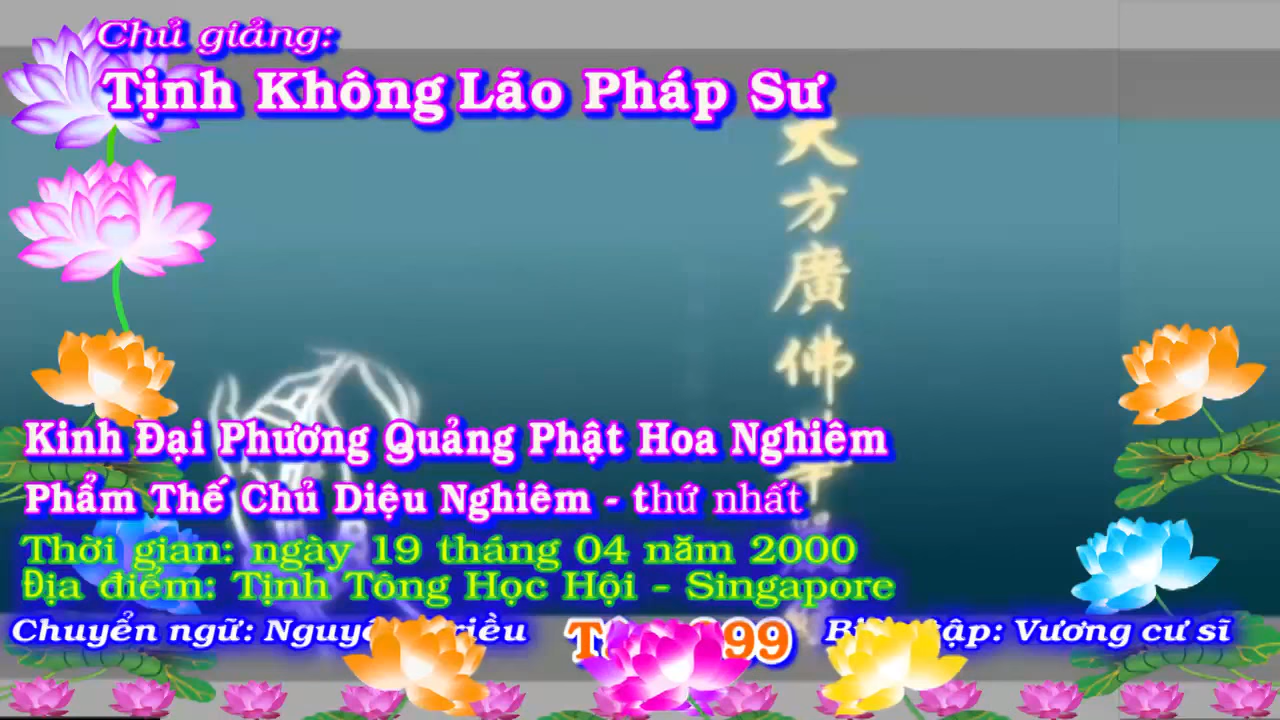 Chủ giảng:
Tịnh Không Lão Pháp Sư
大方廣佛
Kinh Đại Phương Quảng Phật Hoa Nghiêm
Phẩm Thế Chủ Diệu Nghiêm - thứ nhất
Thời gian: ngày 19 tháng 04 năm 2000
Địa điểm: Tịnh Tông Học Hội - Singapore
Chuyển ngữ:
99
Vương cư sĩ